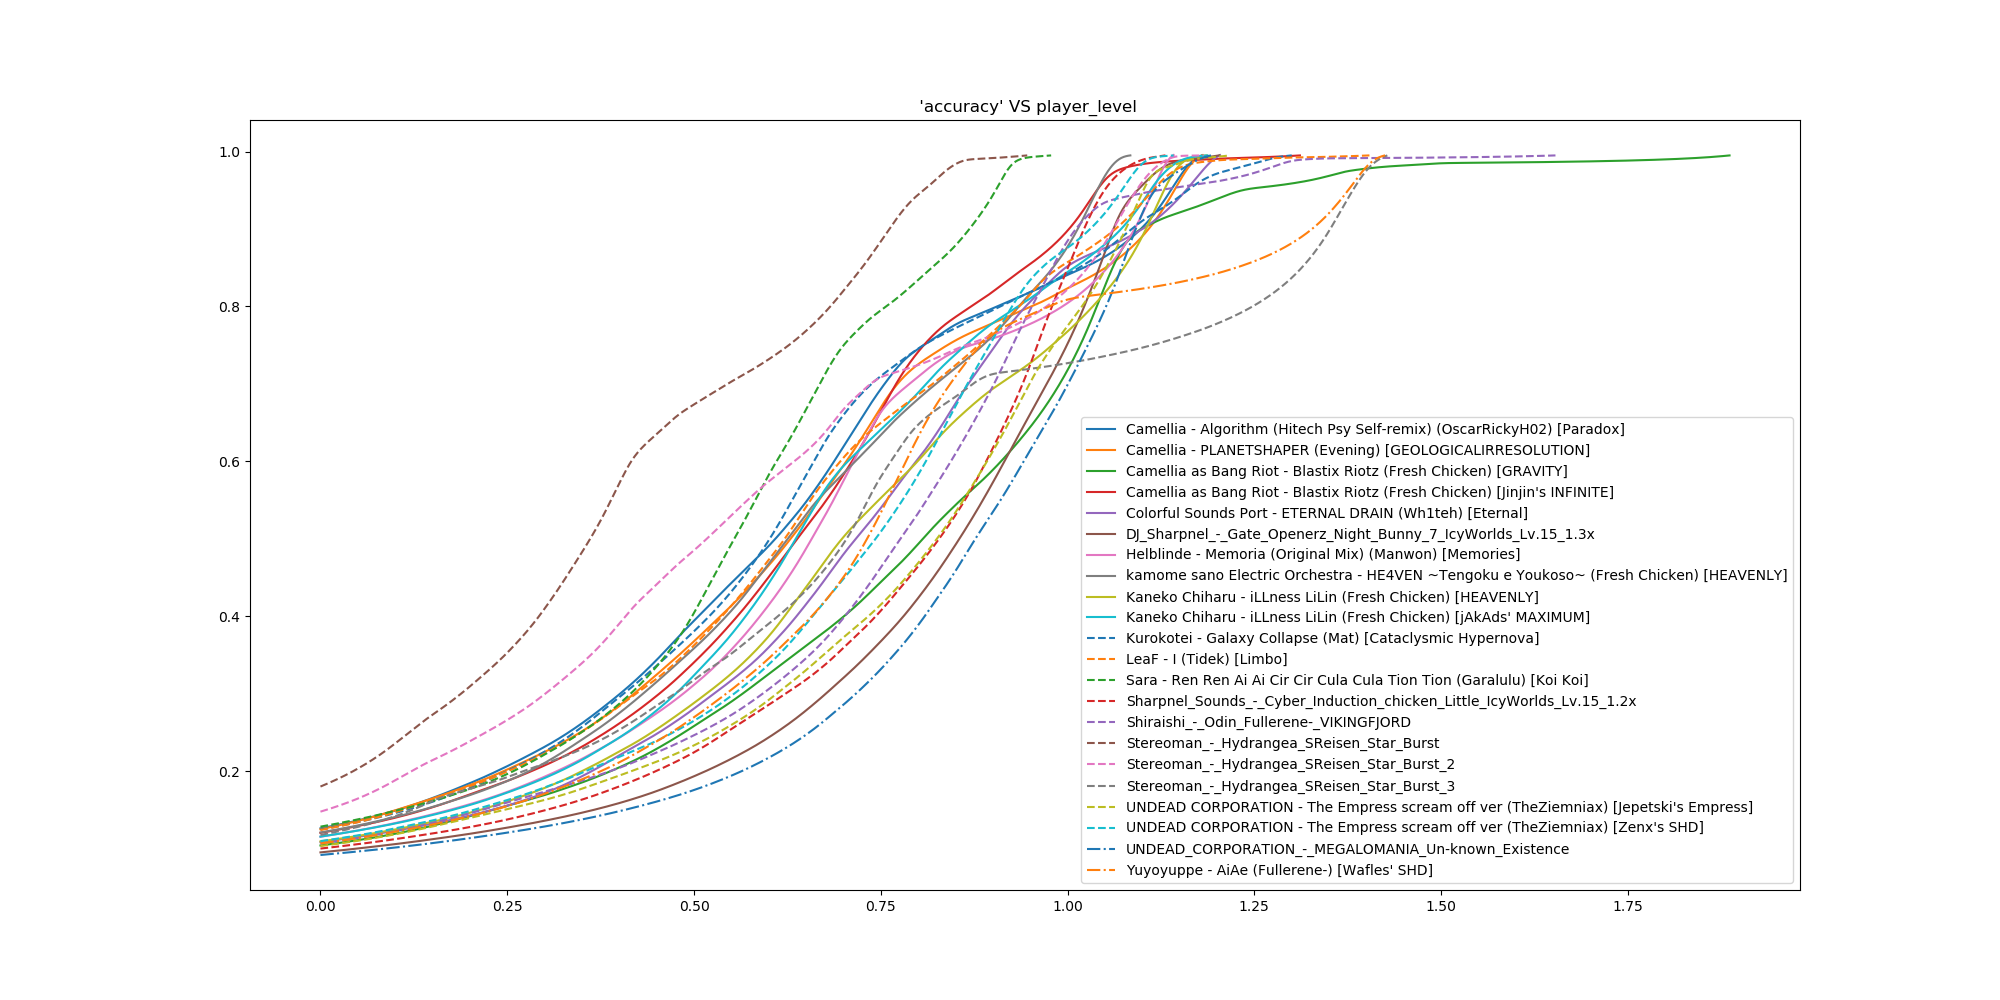 'accuracy' VS player_level
1.0
0.8
0.6
0.4
0.2
0.00 0.25 0.50 0.75 1.00 1.25 1.50 1.75
Camellia - Algorithm (Hitech Psy Self-remix) (OscarRickyH02) [Paradox]
Camellia - PLANETSHAPER (Evening) [GEOLOGICALIRRESOLUTION]
Camellia as Bang Riot - Blastix Riotz (Fresh Chicken) [GRAVITY]
Camellia as Bang Riot - Blastix Riotz (Fresh Chicken) [Jinjin's INFINITE]
Colorful Sounds Port - ETERNAL DRAIN (Wh1teh) [Eternal]
DJ_Sharpnel_-_Gate_Openerz_Night_Bunny_7_IcyWorlds_Lv.15_1.3x
Helblinde - Memoria (Original Mix) (Manwon) [Memories]
kamome sano Electric Orchestra - HE4VEN ~Tengoku e Youkoso~ (Fresh Chicken) [HEAVENLY]
Kaneko Chiharu - iLLness LiLin (Fresh Chicken) [HEAVENLY]
Kaneko Chiharu - iLLness LiLin (Fresh Chicken) [jAkAds' MAXIMUM]
Kurokotei - Galaxy Collapse (Mat) [Cataclysmic Hypernova]
LeaF - I (Tidek) [Limbo]
Sara - Ren Ren Ai Ai Cir Cir Cula Cula Tion Tion (Garalulu) [Koi Koi]
Sharpnel_Sounds_-_Cyber_Induction_chicken_Little_IcyWorlds_Lv.15_1.2x
Shiraishi_-_Odin_Fullerene-_VIKINGFJORD
Stereoman_-_Hydrangea_SReisen_Star_Burst
Stereoman_-_Hydrangea_SReisen_Star_Burst_2
Stereoman_-_Hydrangea_SReisen_Star_Burst_3
UNDEAD CORPORATION - The Empress scream off ver (TheZiemniax) [Jepetski's Empress]
UNDEAD CORPORATION - The Empress scream off ver (TheZiemniax) [Zenx's SHD]
UNDEAD_CORPORATION_-_MEGALOMANIA_Un-known_Existence
Yuyoyuppe - AiAe (Fullerene-) [Wafles' SHD]